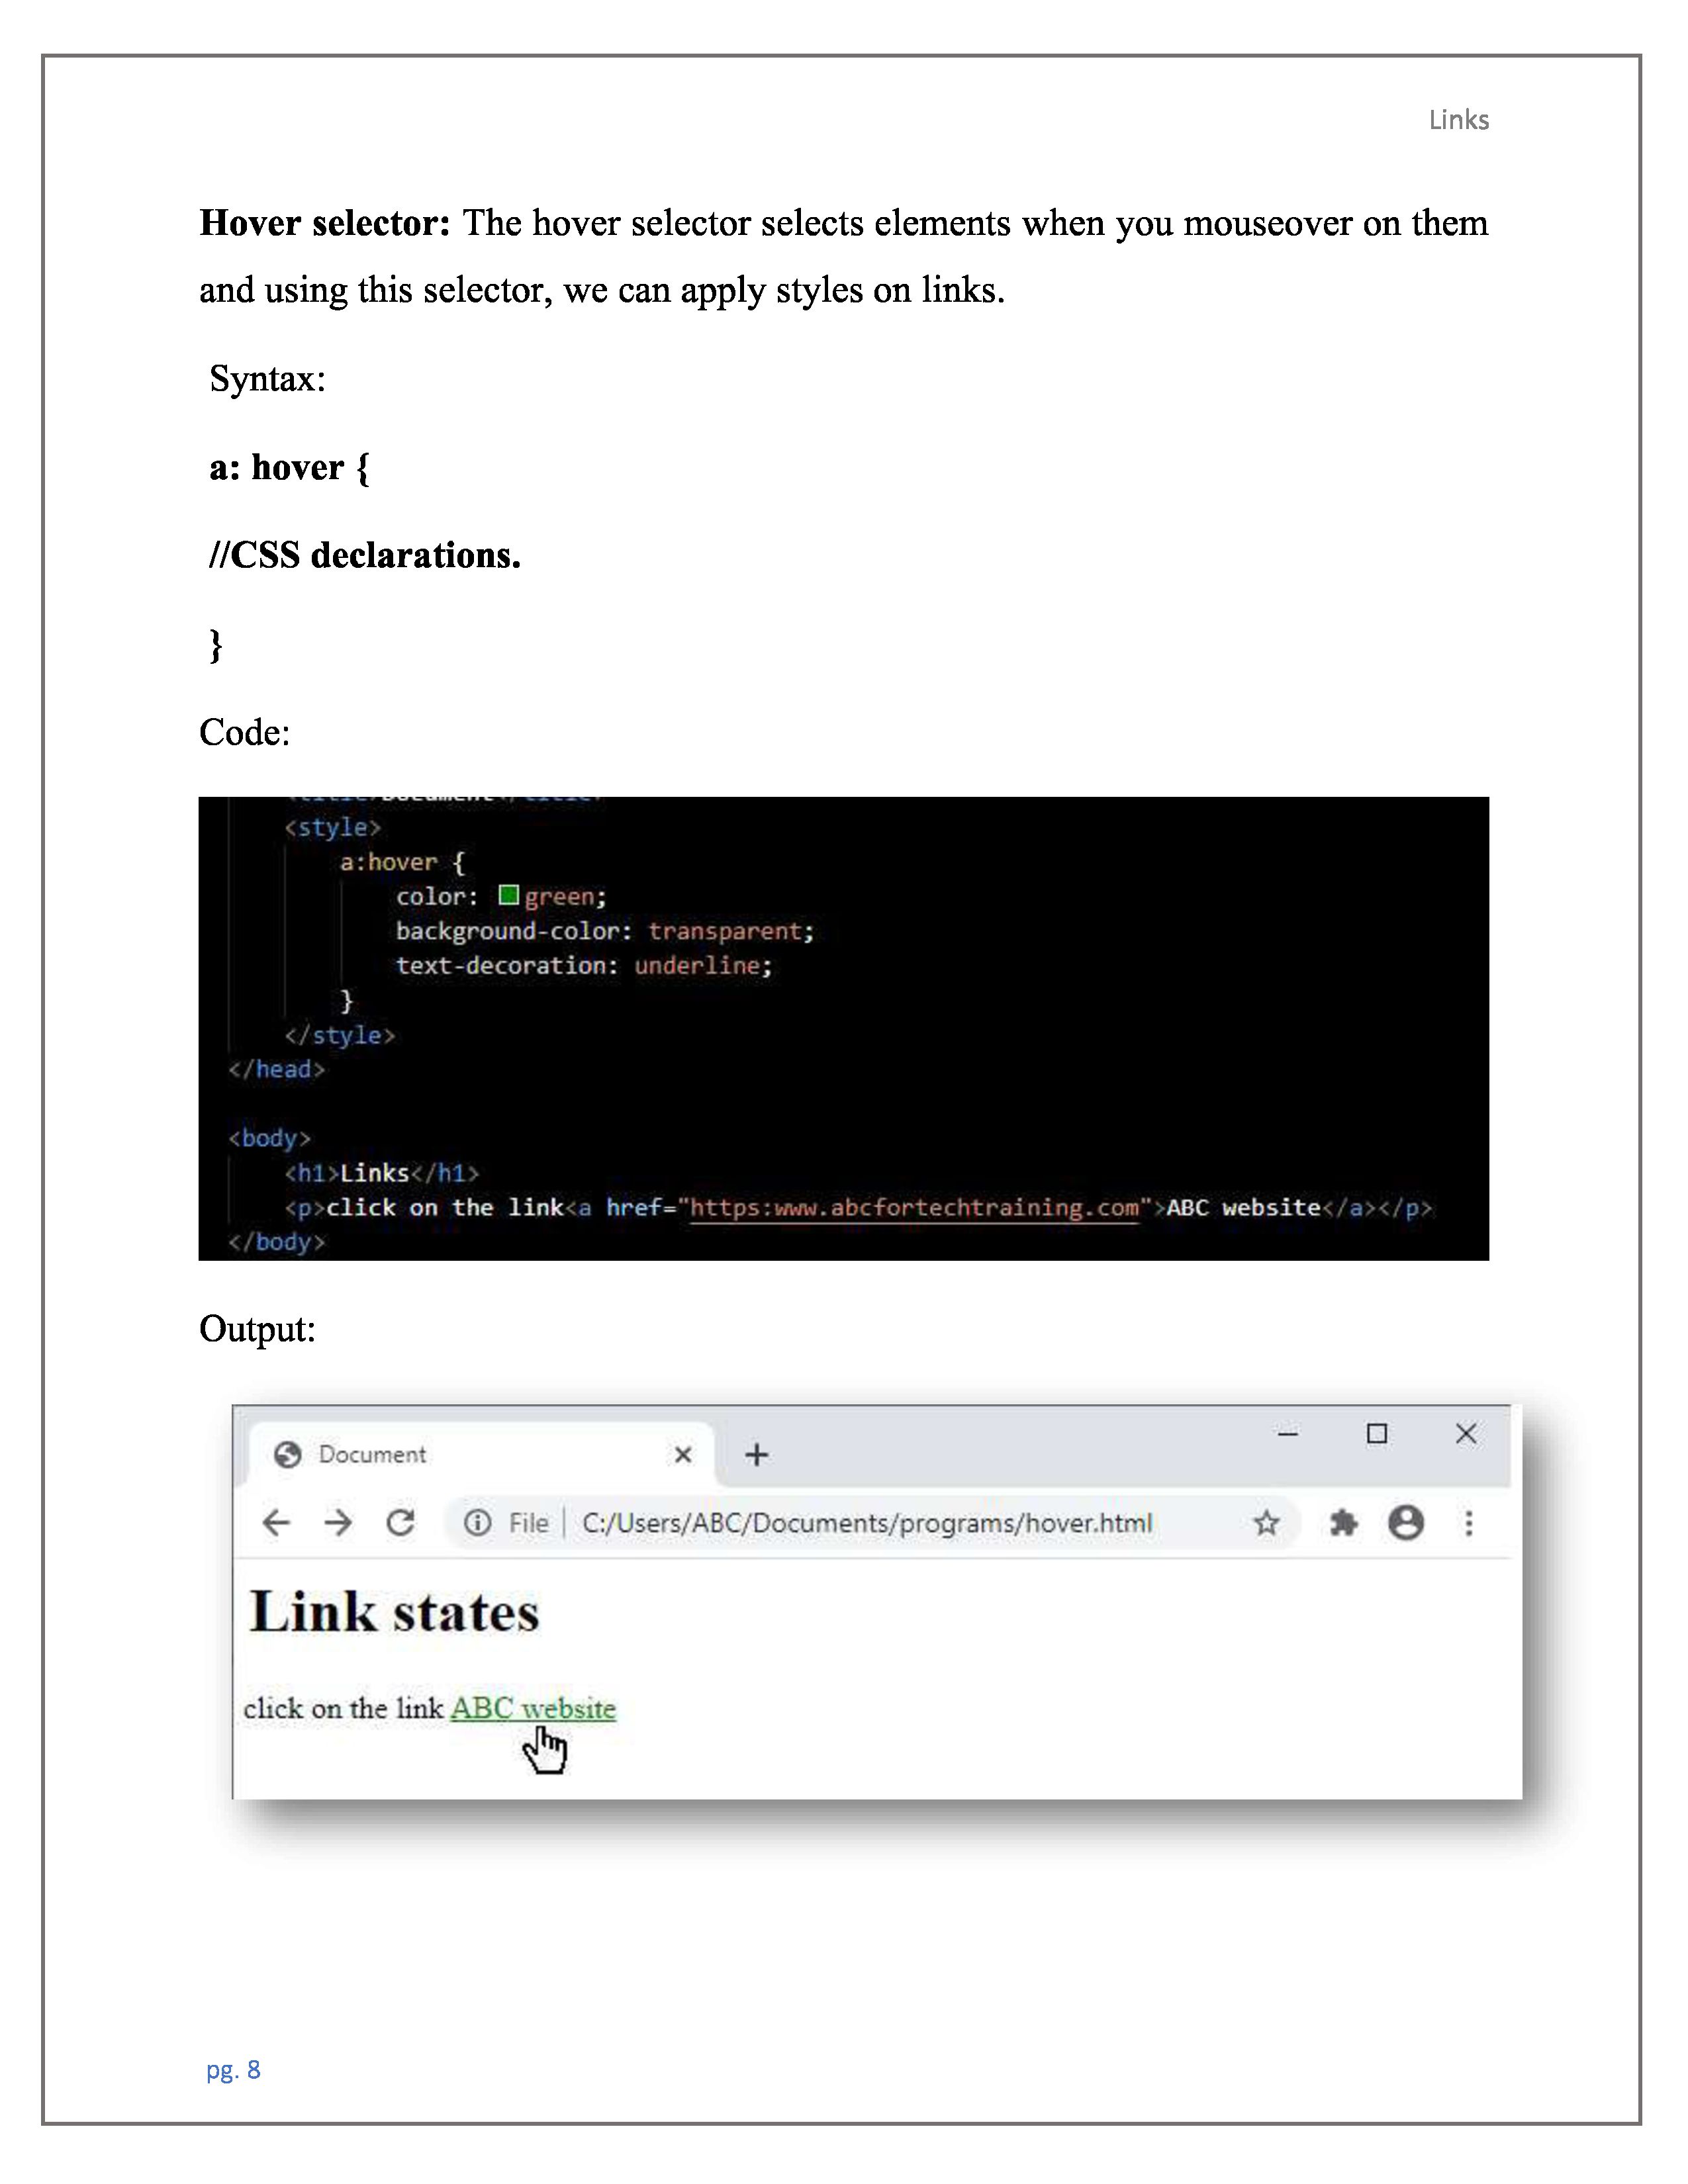 Links
Hover selector: The hover selector selects elements when you mouseover on them
and using this selector, we can apply styles on links.
Syntax:
a: hover {
//CSS declarations.
}
Code:
<title>Document</title>
<style>
a:hover {
color: green;
background-color: transparent;
text-decoration: underline;
}
</style>
</head>
<body>
<h1>Links</h1>
<p>click on the link<a href="https:www.abcfortechtraining.com">ABC website</a></p>
</body>
Output:
Document
File | C:/Users/ABC/Documents/programs/hover.html
Link states
click on the link ABC website
pg. 8